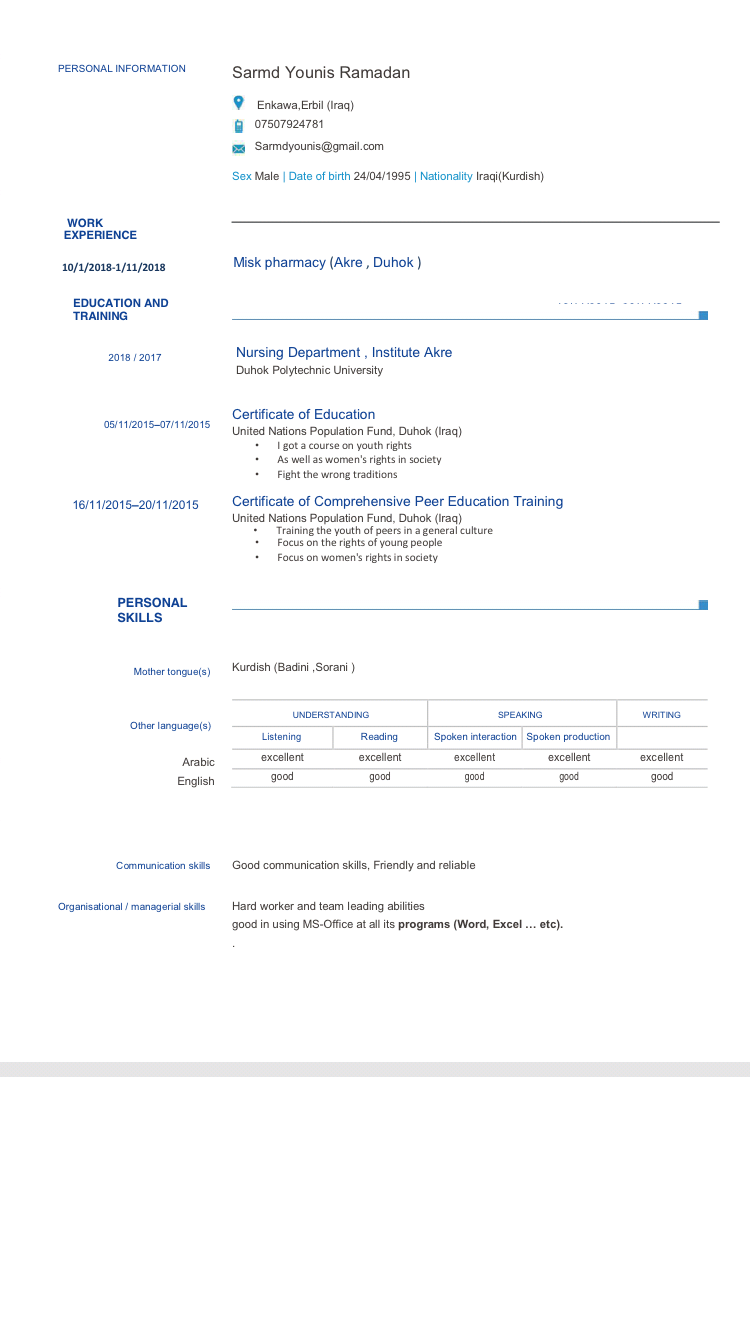 PERSONAL INFORMATION
Sarmd Younis Ramadan
Enkawa,Erbil (Iraq)
07507924781
Sarmdyounis@gmail.com
Sex Male | Date of birth 24/04/1995 | Nationality Iraqi(Kurdish)
WORK
EXPERIENCE
10/1/2018-1/11/2018
Misk pharmacy (Akre , Duhok )
EDUCATION AND
TRAINING
2018 / 2017
Nursing Department , Institute Akre
Duhok Polytechnic University
05/11/2015–07/11/2015
Certificate of Education
United Nations Population Fund, Duhok (Iraq)
• I got a course on youth rights
• As well as women's rights in society
• Fight the wrong traditions
16/11/2015–20/11/2015
Certificate of Comprehensive Peer Education Training
United Nations Population Fund, Duhok (Iraq)
• Training the youth of peers in a general culture
• Focus on the rights of young people
• Focus on women's rights in society
PERSONAL
SKILLS
Mother tongue(s)
Kurdish (Badini ,Sorani )
Other language(s)
UNDERSTANDING SPEAKING WRITING
Listening Reading Spoken interaction Spoken production
Arabic excellent excellent excellent excellent excellent
English good good good good good
Communication skills
Good communication skills, Friendly and reliable
Organisational / managerial skills
Hard worker and team leading abilities
good in using MS-Office at all its programs (Word, Excel ... etc).
.